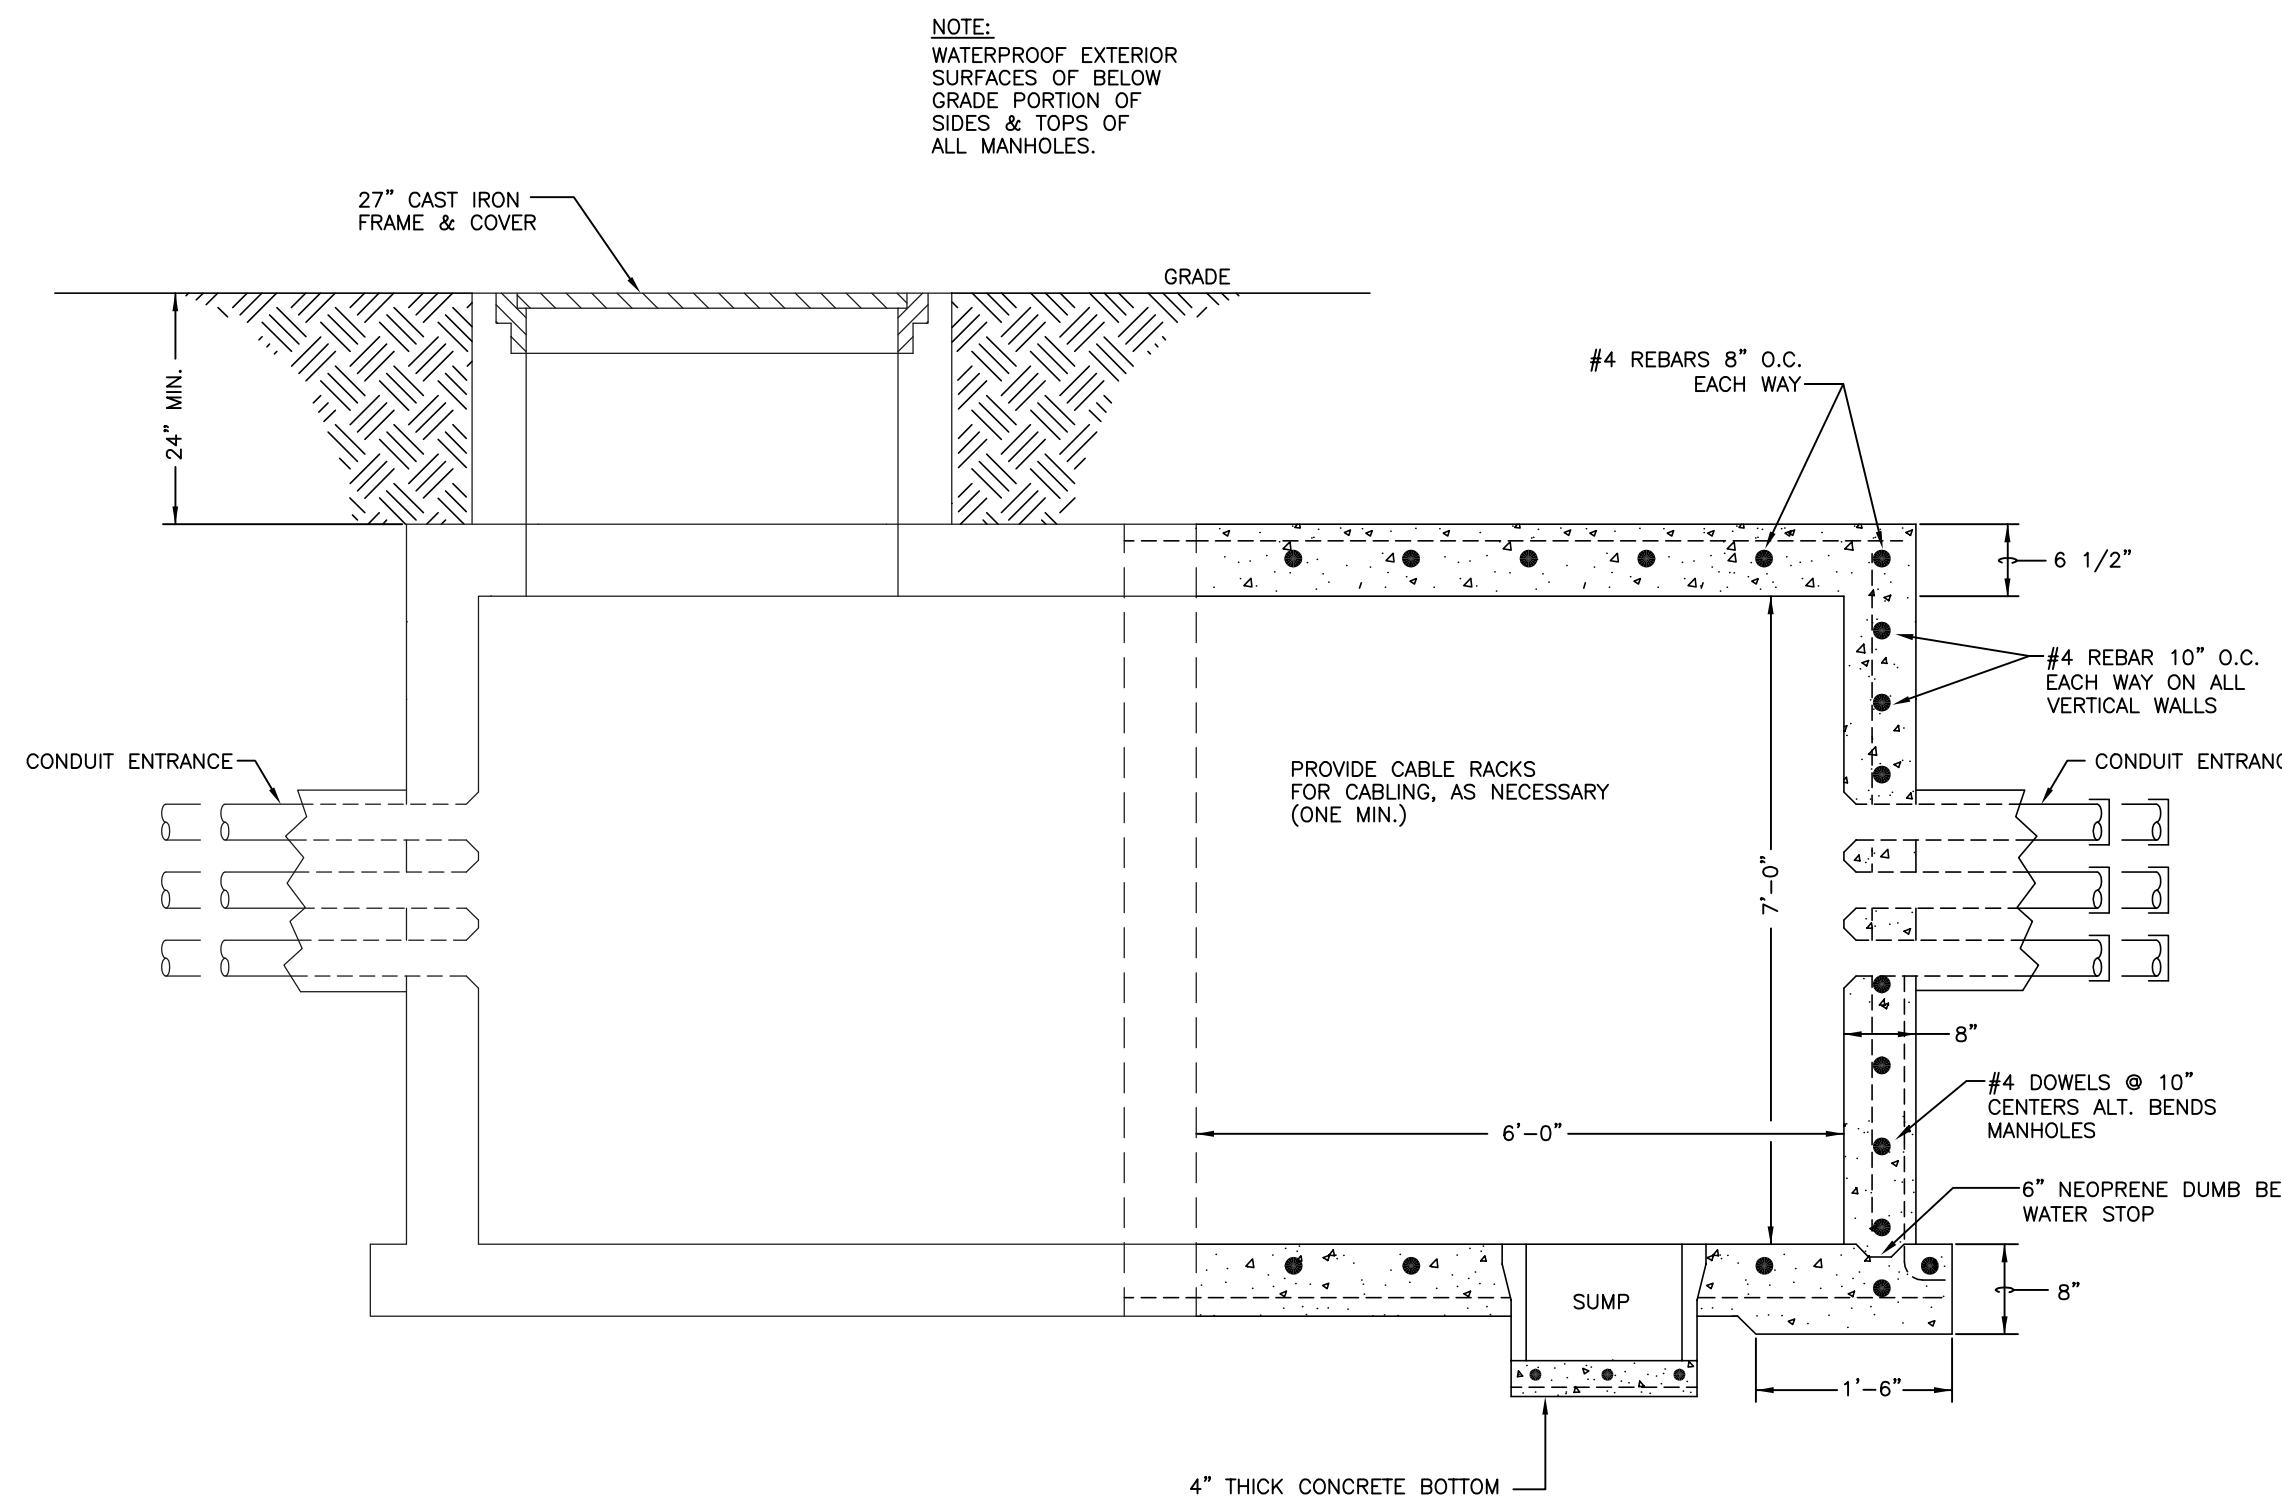 NOTE:
WATERPROOF EXTERIOR
SURFACES OF BELOW
GRADE PORTION OF
SIDES & TOPS OF
ALL MANHOLES.
27" CAST IRON
FRAME & COVER
GRADE
24" MIN.
#4 REBARS 8" O.C.
EACH WAY
6 1/2"
#4 REBAR 10" O.C.
EACH WAY ON ALL
VERTICAL WALLS
CONDUIT ENTRANCE
CONDUIT ENTRANC
PROVIDE CABLE RACKS
FOR CABLING, AS NECESSARY
(ONE MIN.)
7'-0"
8"
#4 DOWELS @ 10"
CENTERS ALT. BENDS
MANHOLES
6'-0"
6" NEOPRENE DUMB BE
WATER STOP
SUMP
8"
1'-6"
4" THICK CONCRETE BOTTOM